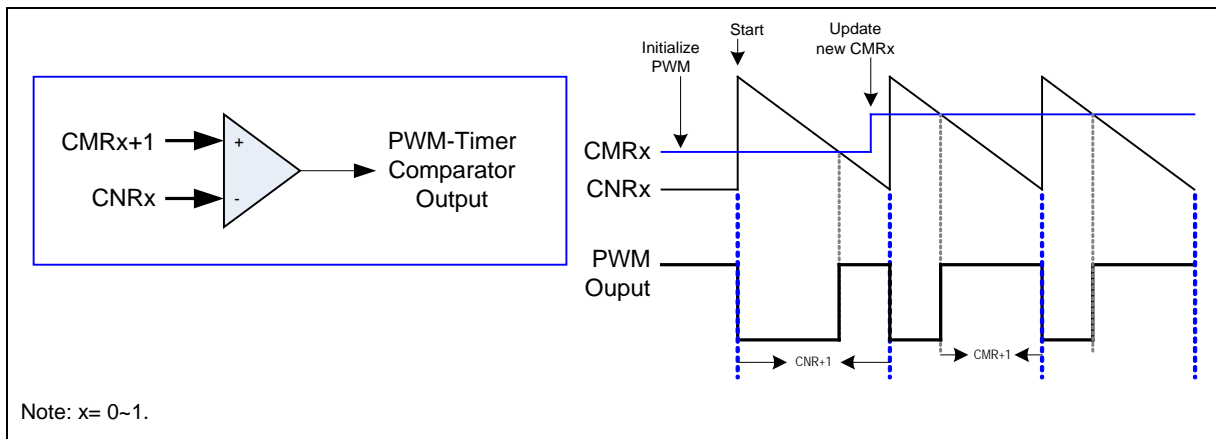 CMRx+1
+
CNRx
-
PWM-Timer
Comparator
Output
Initialize
PWM
Start
Update
new CMRx
CMRx
CNRx
PWM
Ouput
CNR+1
CMR+1
Note: x= 0~1.